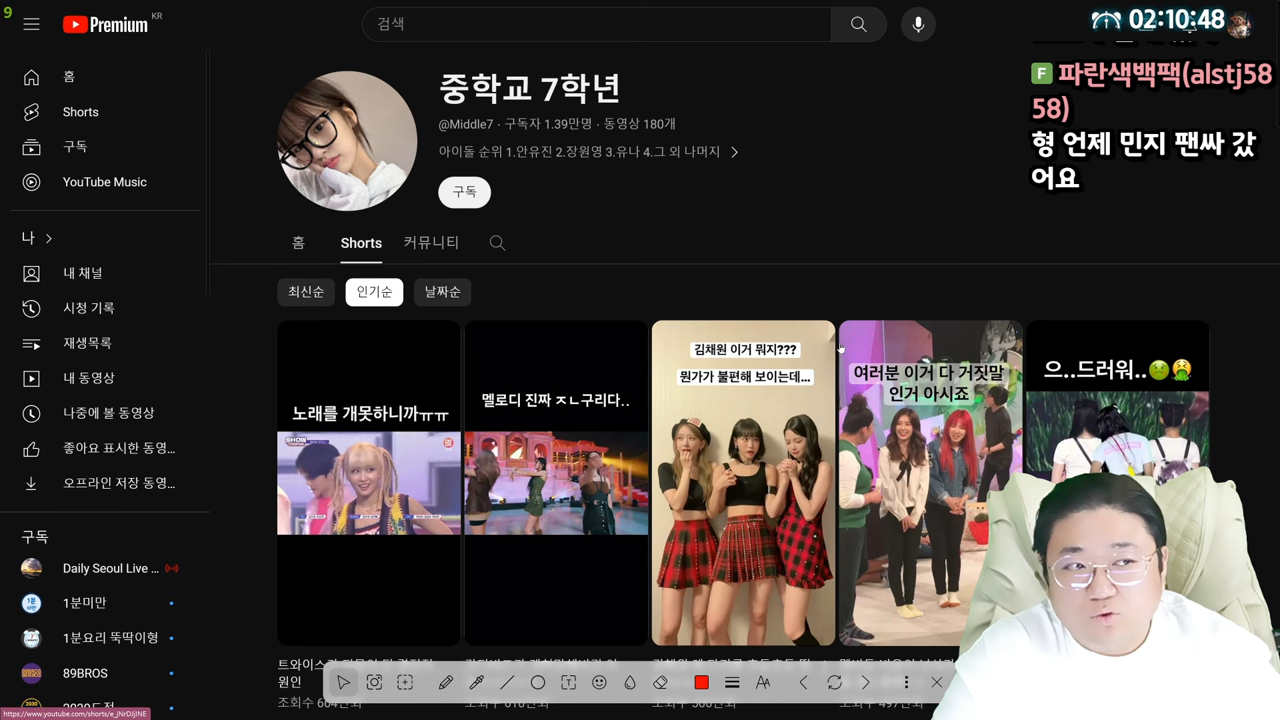 9
Premium KR
검색
02:10:48
F 파란색백팩(alstj58
58)
형 언제 민지 팬싸 갔
어요
홈
Shorts
구독
YouTube Music
나
내 채널
시청 기록
재생목록
내 동영상
나중에 볼 동영상
좋아요 표시한 동영...
오프라인 저장 동영...
구독
Daily Seoul Live ...
1분미만
1분요리 뚝딱이형
89BROS
중학교 7학년
@Middle7 · 구독자 1.39만명 · 동영상 180개
아이돌 순위 1.안유진 2.장원영 3.유나 4.그 외 나머지
구독
홈 Shorts 커뮤니티
최신순 인기순 날짜순
노래를 개못하니까ㅠㅠ
멜로디 진짜 ㅈㄴ구리다..
김채원 이거 뭐지???
뭔가가 불편해 보이는데...
여러분 이거 다 거짓말
인거 아시죠
으..드러워..🤢🤮
원인
https://www.youtube.com/shorts/e_jNrDJjINE